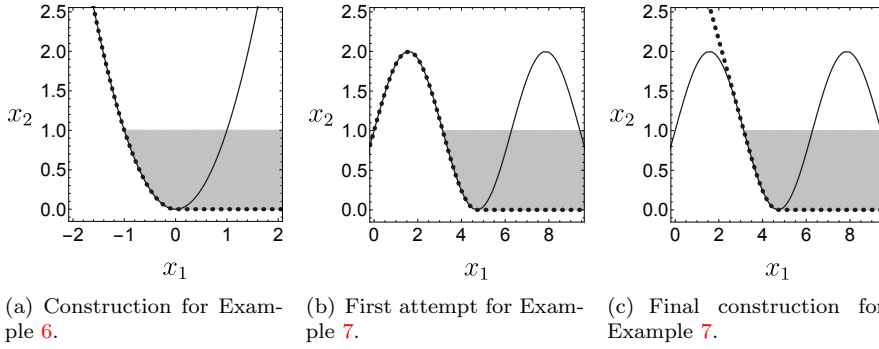 2.5 2.5 2.5
2.0 2.0 2.0
x2 1.5 x2 1.5 x2 1.5
1.0 1.0 1.0
0.5 0.5 0.5
0.0 0.0 0.0
−2 −1 0 1 2 0 2 4 6 8 0 2 4 6 8
x1 x1 x1
(a) Construction for Exam-
ple 6.
(b) First attempt for Exam-
ple 7.
(c) Final construction for
Example 7.